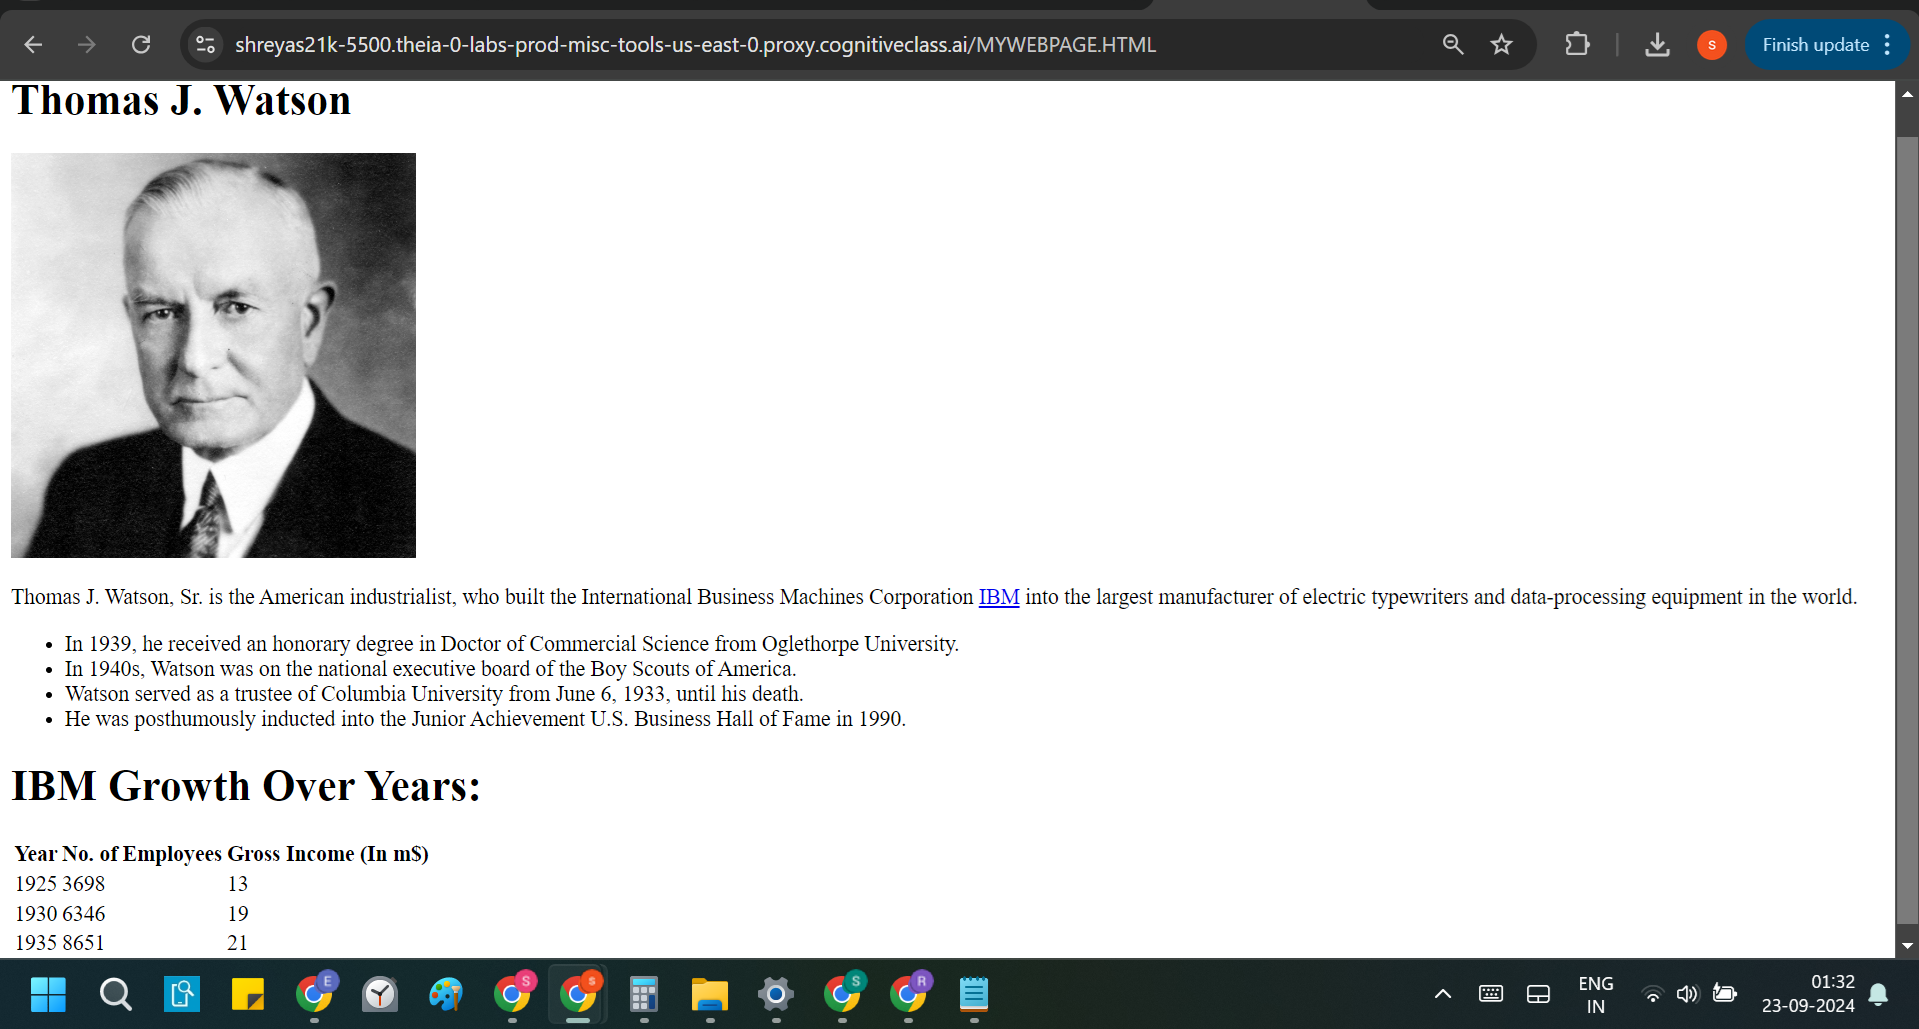 shreyas21k-5500.theia-0-labs-prod-misc-tools-us-east-0.proxy.cognitiveclass.ai/MYWEBPAGE.HTML
s
Finish update
Thomas J. Watson
Thomas J. Watson, Sr. is the American industrialist, who built the International Business Machines Corporation IBM into the largest manufacturer of electric typewriters and data-processing equipment in the world.
In 1939, he received an honorary degree in Doctor of Commercial Science from Oglethorpe University.
In 1940s, Watson was on the national executive board of the Boy Scouts of America.
Watson served as a trustee of Columbia University from June 6, 1933, until his death.
He was posthumously inducted into the Junior Achievement U.S. Business Hall of Fame in 1990.
IBM Growth Over Years:
Year No. of Employees Gross Income (In m$)
1925 3698 13
1930 6346 19
1935 8651 21
E S s S R
ENG 01:32
IN 23-09-2024